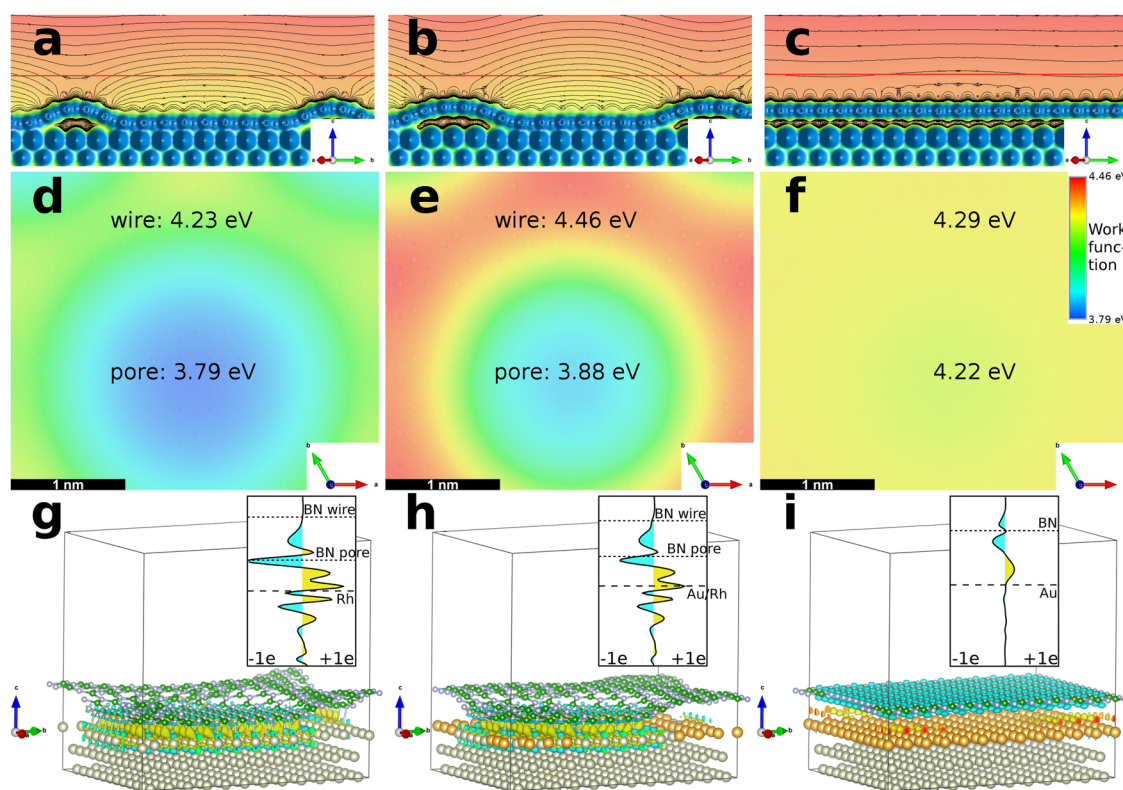 a
b
c
a
c
b
a
c
b
a
c
b
d
wire: 4.23 eV
pore: 3.79 eV
1 nm
b
c
a
e
wire: 4.46 eV
pore: 3.88 eV
1 nm
b
c
a
f
4.29 eV
4.22 eV
4.46 eV
Work
func-
tion
3.79 eV
1 nm
b
c
a
g
BN wire
BN pore
Rh
-1e +1e
c
b
h
BN wire
BN pore
Au/Rh
-1e +1e
c
b
i
BN
Au
-1e +1e
c
b